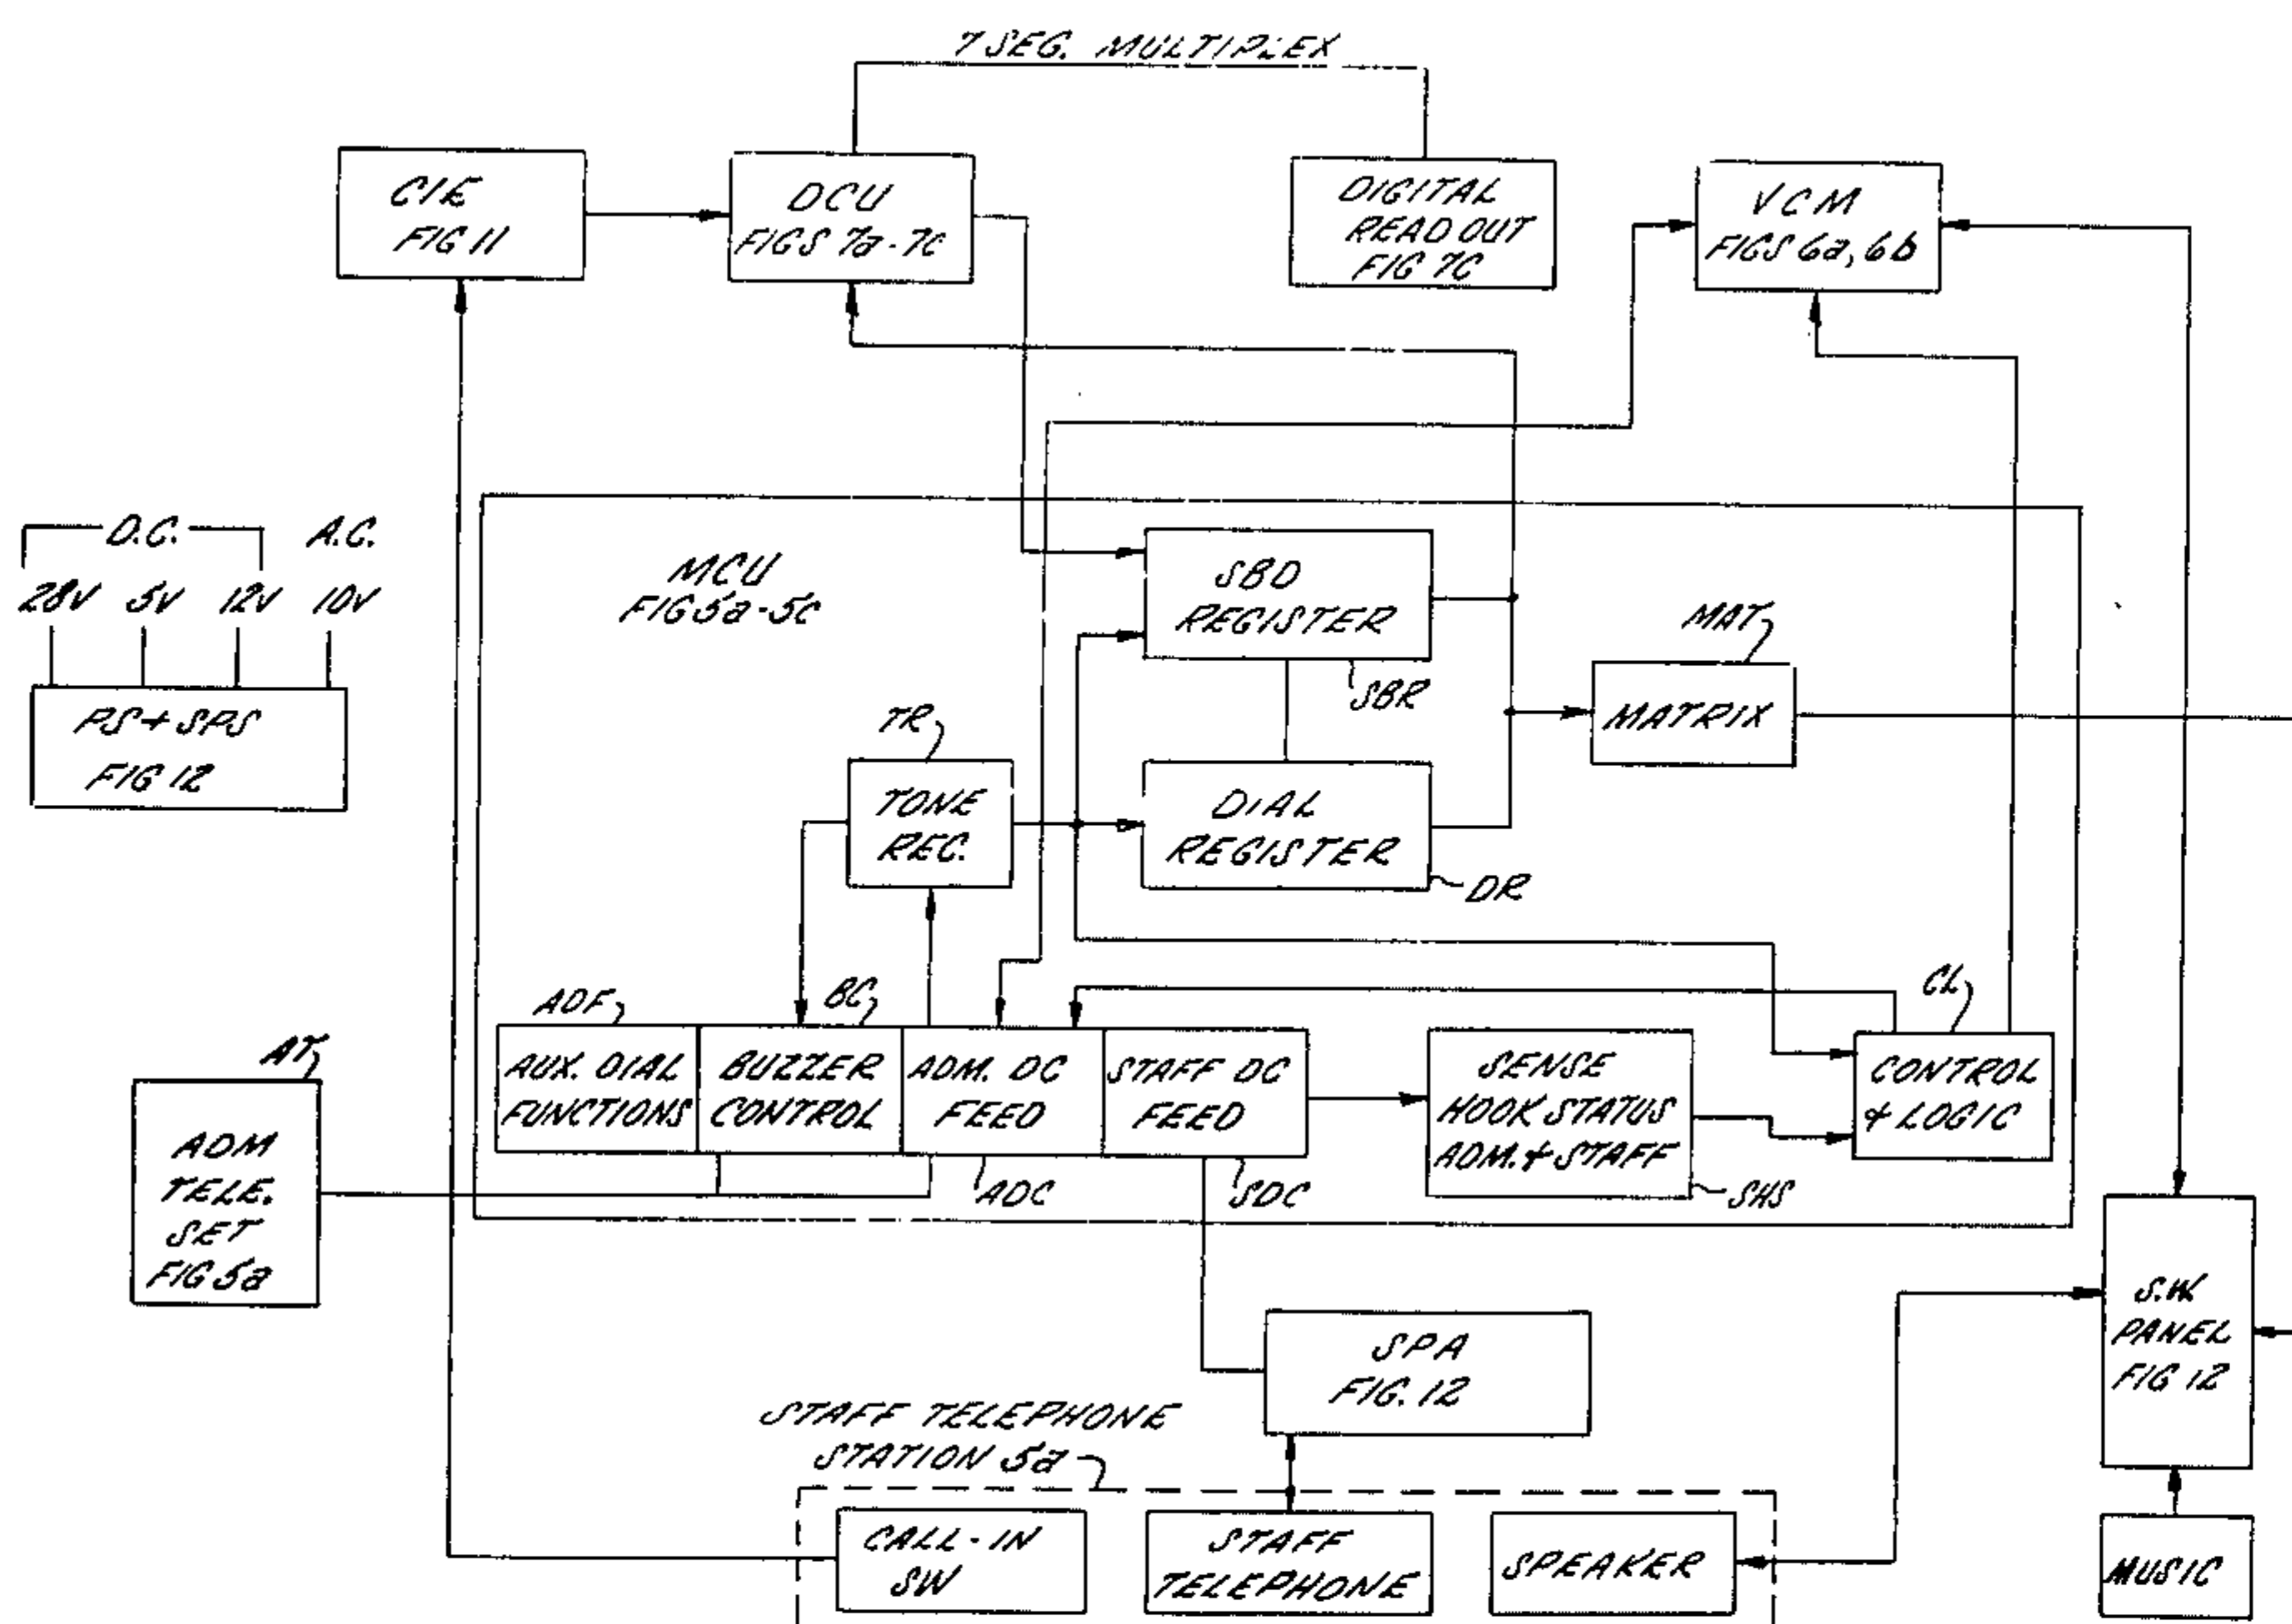 7 SEG. MULTIPLEX
CIE
FIG 11
DCU
FIGS 7a-7c
DIGITAL
READ OUT
FIG 7C
VCM
FIGS 6a, 6b
D.C.
A.C.
28V 5V 12V 10V
PS+SPS
FIG 12
MCU
FIG 5a-5c
SBD
REGISTER
SBR
MAT
MATRIX
TR
TONE
REC.
DIAL
REGISTER
DR
ADF
AUX. DIAL
FUNCTIONS
BC
BUZZER
CONTROL
ADM. DC
FEED
ADC
STAFF DC
FEED
SDC
SENSE
HOOK STATUS
ADM. & STAFF
SHS
CL
CONTROL
& LOGIC
AT
ADM
TELE.
SET
FIG 5a
SPA
FIG. 12
S.W.
PANEL
FIG 12
STAFF TELEPHONE
STATION 5a
CALL-IN
SW
STAFF
TELEPHONE
SPEAKER
MUSIC